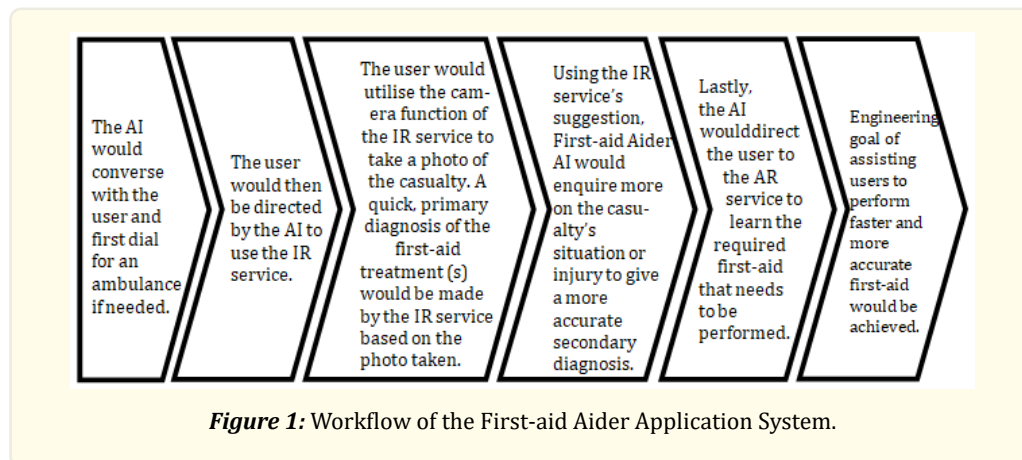 The AI
would
converse
with the
user and
first dial
for an
ambulance
if needed.
The user
would then
be directed
by the AI to
use the IR
service.
The user would
utilise the cam-
era function of
the IR service to
take a photo of
the casualty. A
quick, primary
diagnosis of the
first-aid
treatment (s)
would be made
by the IR service
based on the
photo taken.
Using the IR
service's
suggestion,
First-aid Aider
AI would
enquire more
on the casu-
alty's
situation or
injury to give
a more
accurate
secondary
diagnosis.
Lastly,
the AI
woulddirect
the user to
the AR
service to
learn the
required
first-aid
that needs
to be
performed.
Engineering
goal of
assisting
users to
perform
faster and
more
accurate
first-aid
would be
achieved.
Figure 1: Workflow of the First-aid Aider Application System.